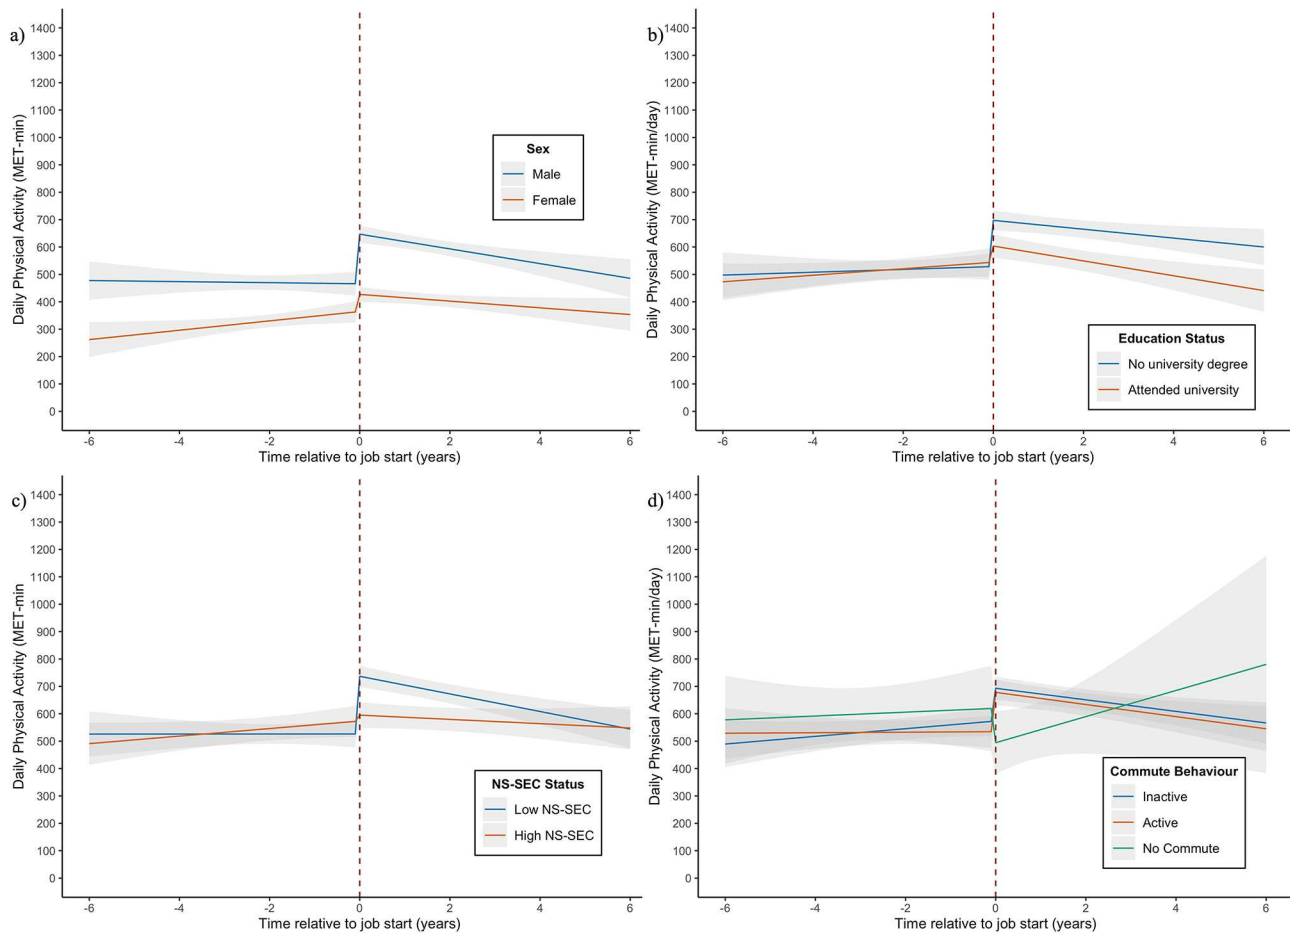 a)
Daily Physical Activity (MET-min)
1400
1300
1200
1100
1000
900
800
700
600
500
400
300
200
100
0
Sex
Male
Female
-6 -4 -2 0 2 4 6
Time relative to job start (years)
b)
Daily Physical Activity (MET-min/day)
1400
1300
1200
1100
1000
900
800
700
600
500
400
300
200
100
0
Education Status
No university degree
Attended university
-6 -4 -2 0 2 4 6
Time relative to job start (years)
c)
Daily Physical Activity (MET-min
1400
1300
1200
1100
1000
900
800
700
600
500
400
300
200
100
0
NS-SEC Status
Low NS-SEC
High NS-SEC
-6 -4 -2 0 2 4 6
Time relative to job start (years)
d)
Daily Physical Activity (MET-min/day)
1400
1300
1200
1100
1000
900
800
700
600
500
400
300
200
100
0
Commute Behaviour
Inactive
Active
No Commute
-6 -4 -2 0 2 4 6
Time relative to job start (years)